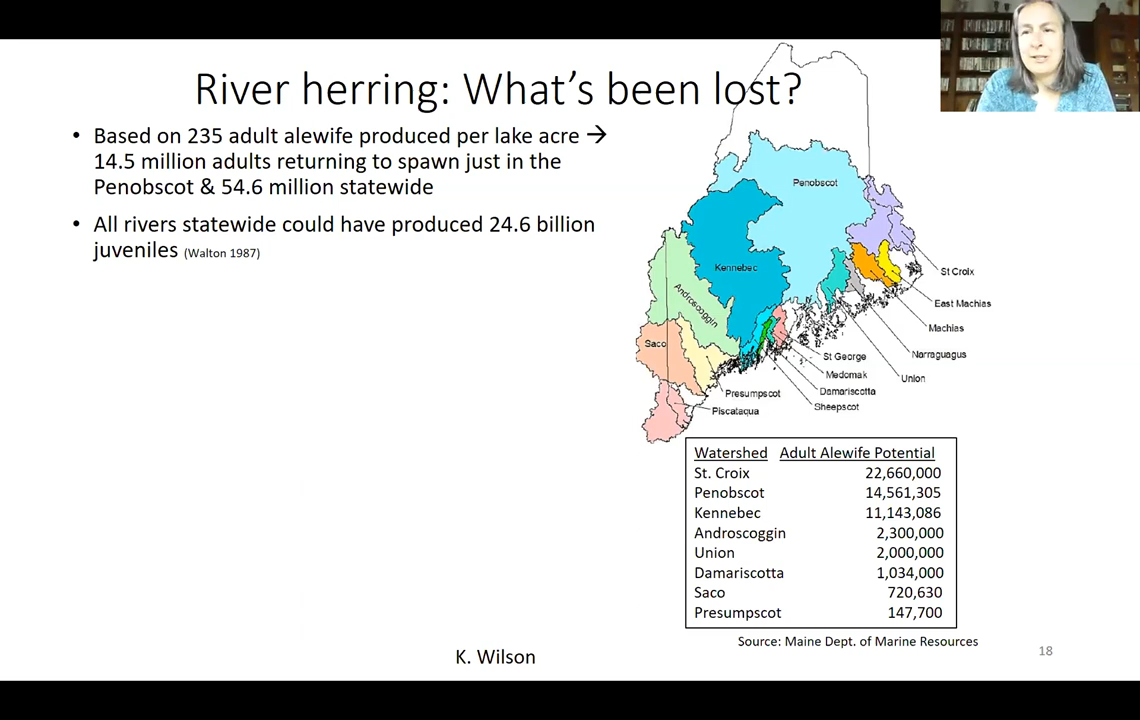 River herring: What's been lost?
• Based on 235 adult alewife produced per lake acre →
14.5 million adults returning to spawn just in the
Penobscot & 54.6 million statewide
• All rivers statewide could have produced 24.6 billion
juveniles (Walton 1987)
Penobscot
Kennebec
Androscoggin
Saco
St Croix
East Machias
Machias
Narraguagus
Union
St George
Medomak
Damariscotta
Sheepscot
Presumpscot
Piscataqua
Watershed Adult Alewife Potential
St. Croix 22,660,000
Penobscot 14,561,305
Kennebec 11,143,086
Androscoggin 2,300,000
Union 2,000,000
Damariscotta 1,034,000
Saco 720,630
Presumpscot 147,700
Source: Maine Dept. of Marine Resources
K. Wilson
18